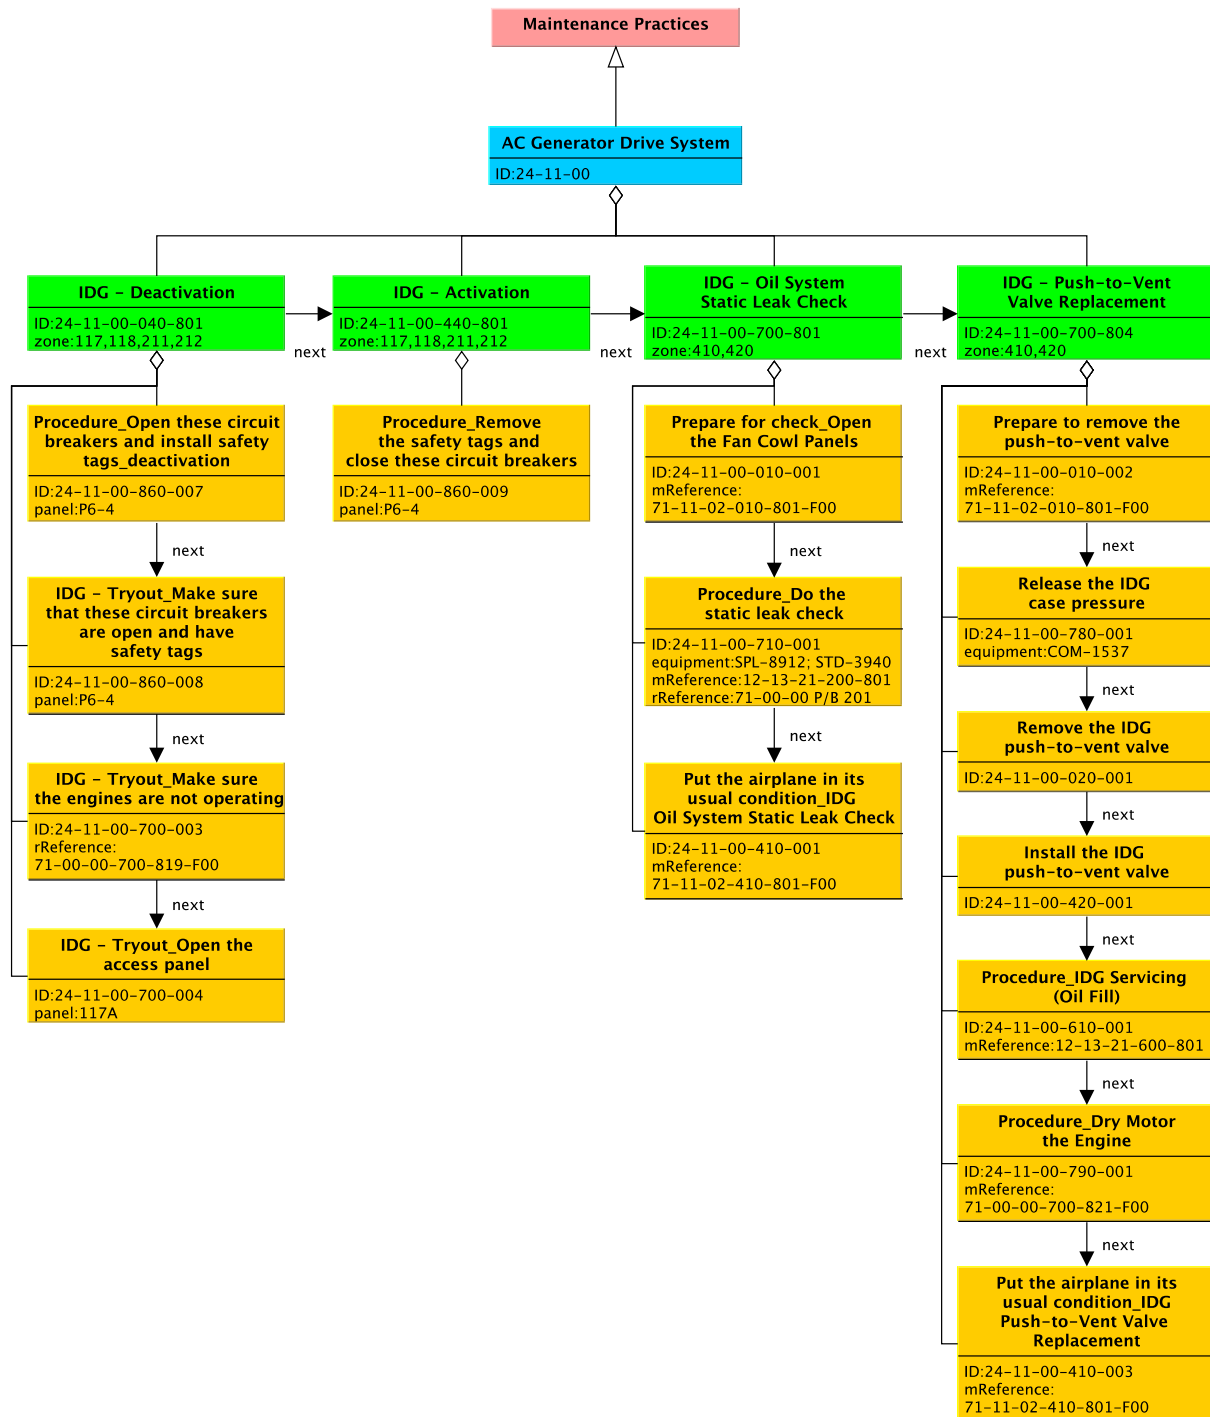 Maintenance Practices
AC Generator Drive System
ID:24-11-00
IDG - Deactivation
ID:24-11-00-040-801
zone:117,118,211,212
next
IDG - Activation
ID:24-11-00-440-801
zone:117,118,211,212
next
IDG - Oil System
Static Leak Check
ID:24-11-00-700-801
zone:410,420
next
IDG - Push-to-Vent
Valve Replacement
ID:24-11-00-700-804
zone:410,420
Procedure_Open these circuit
breakers and install safety
tags_deactivation
ID:24-11-00-860-007
panel:P6-4
next
IDG - Tryout_Make sure
that these circuit breakers
are open and have
safety tags
ID:24-11-00-860-008
panel:P6-4
next
IDG - Tryout_Make sure
the engines are not operating
ID:24-11-00-700-003
rReference:
71-00-00-700-819-F00
next
IDG - Tryout_Open the
access panel
ID:24-11-00-700-004
panel:117A
Procedure_Remove
the safety tags and
close these circuit breakers
ID:24-11-00-860-009
panel:P6-4
Prepare for check_Open
the Fan Cowl Panels
ID:24-11-00-010-001
mReference:
71-11-02-010-801-F00
next
Procedure_Do the
static leak check
ID:24-11-00-710-001
equipment:SPL-8912; STD-3940
mReference:12-13-21-200-801
rReference:71-00-00 P/B 201
next
Put the airplane in its
usual condition_IDG
Oil System Static Leak Check
ID:24-11-00-410-001
mReference:
71-11-02-410-801-F00
Prepare to remove the
push-to-vent valve
ID:24-11-00-010-002
mReference:
71-11-02-010-801-F00
next
Release the IDG
case pressure
ID:24-11-00-780-001
equipment:COM-1537
next
Remove the IDG
push-to-vent valve
ID:24-11-00-020-001
next
Install the IDG
push-to-vent valve
ID:24-11-00-420-001
next
Procedure_IDG Servicing
(Oil Fill)
ID:24-11-00-610-001
mReference:12-13-21-600-801
next
Procedure_Dry Motor
the Engine
ID:24-11-00-790-001
mReference:
71-00-00-700-821-F00
next
Put the airplane in its
usual condition_IDG
Push-to-Vent Valve
Replacement
ID:24-11-00-410-003
mReference:
71-11-02-410-801-F00